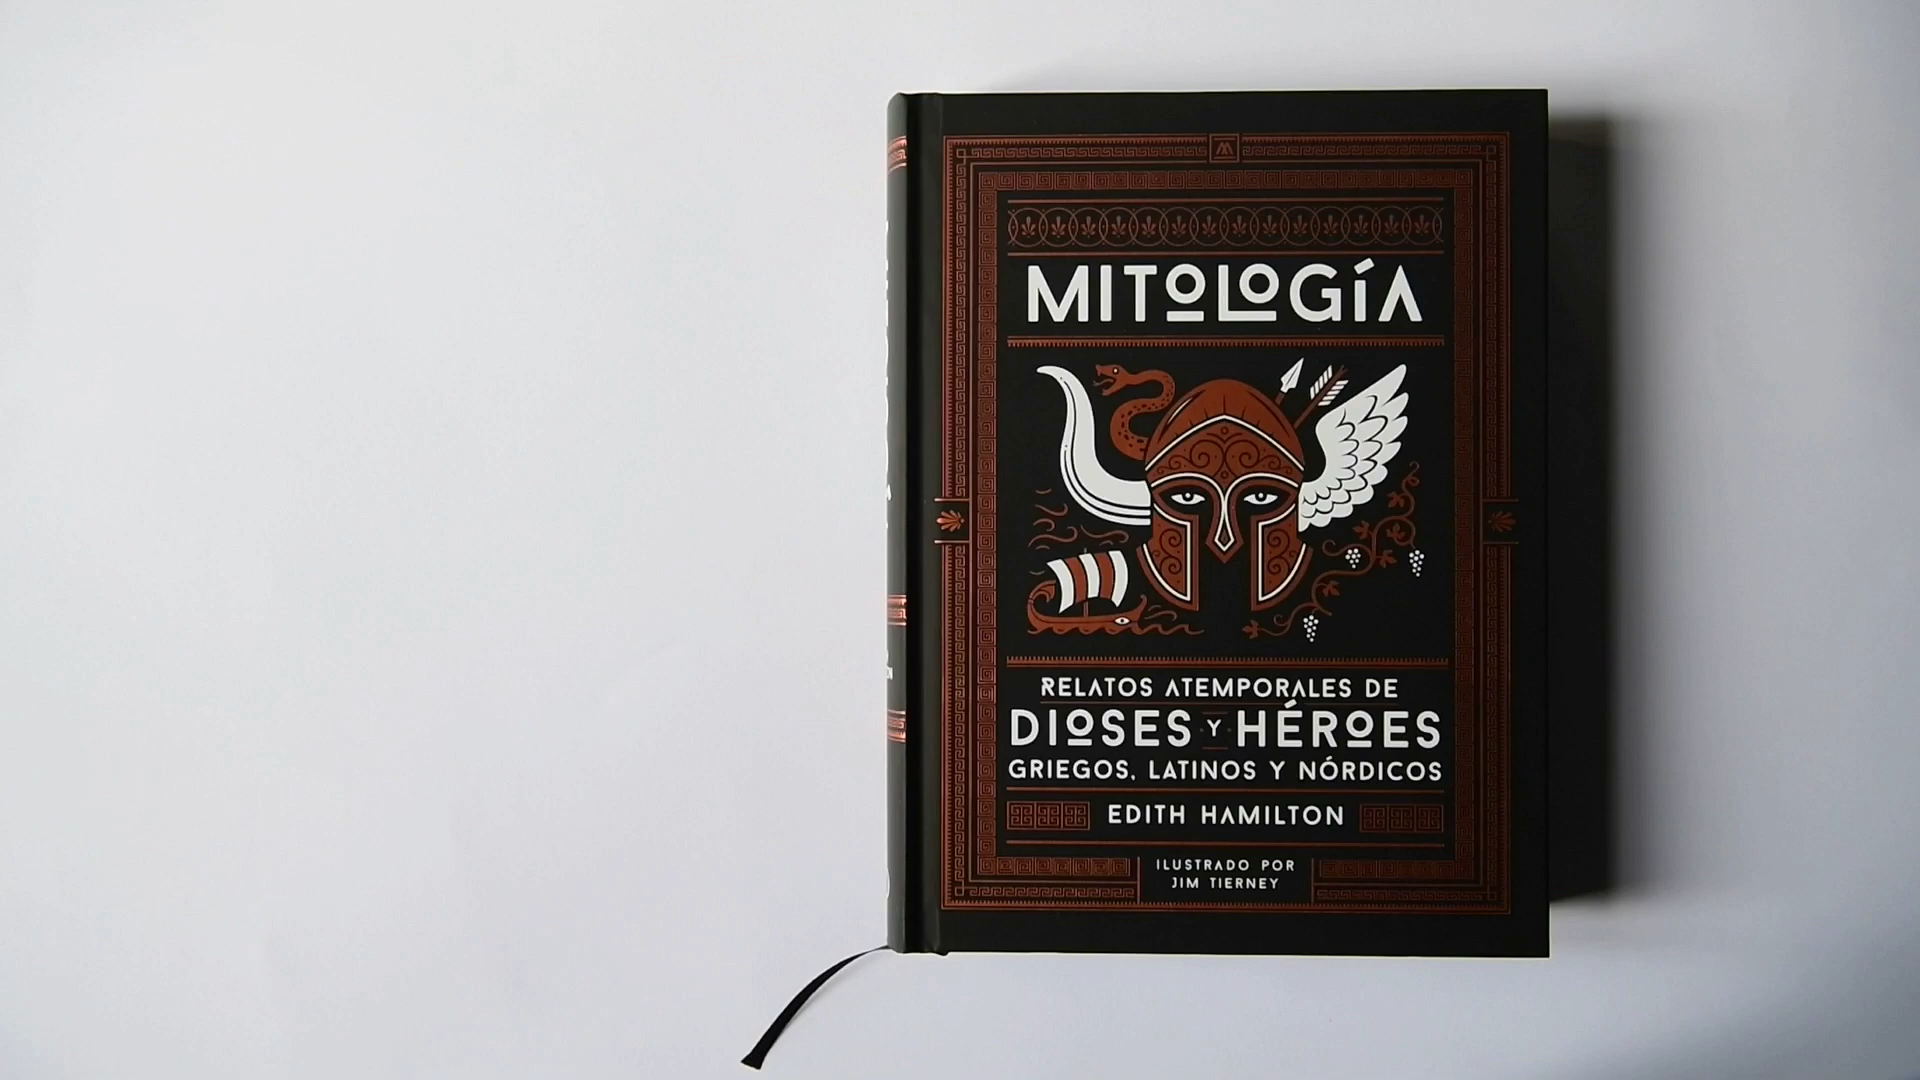 MITOLOGÍA
RELATOS ATEMPORALES DE
DIOSES Y HÉROES
GRIEGOS, LATINOS Y NÓRDICOS
EDITH HAMILTON
ILUSTRADO POR
JIM TIERNEY